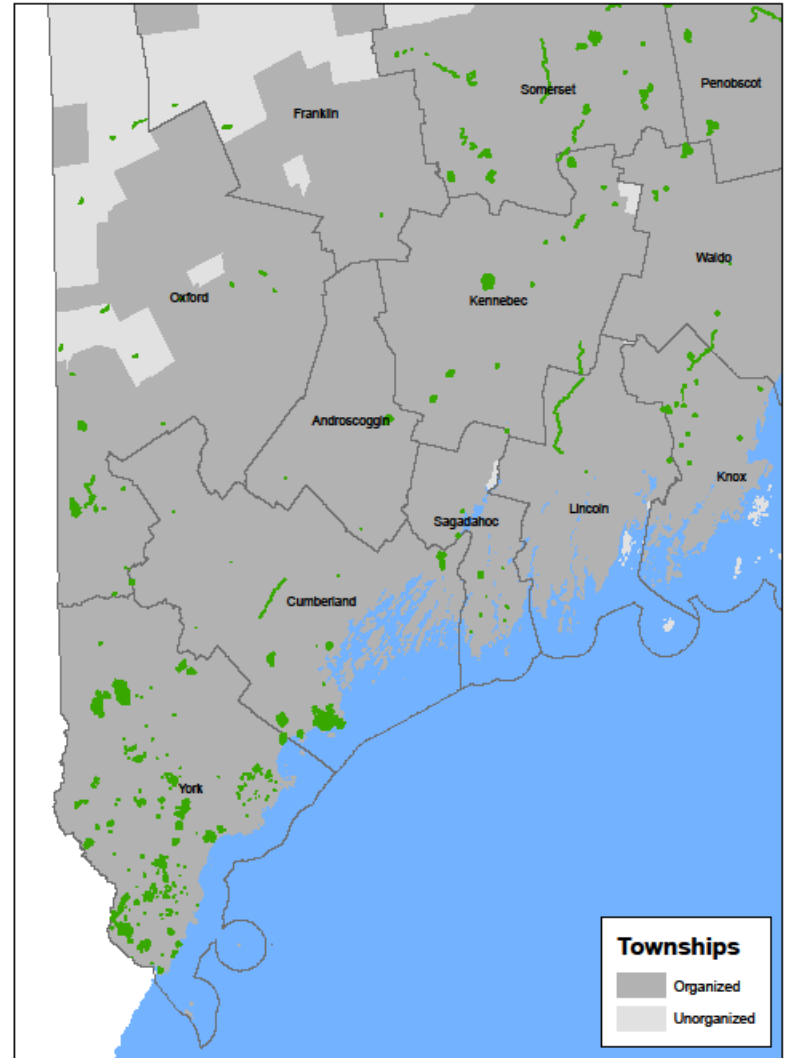 Penobscot
Somerset
Franklin
Waldo
Oxford
Kennebec
Androscoggin
Knox
Lincoln
Sagadahoc
Cumberland
York
Townships
Organized
Unorganized